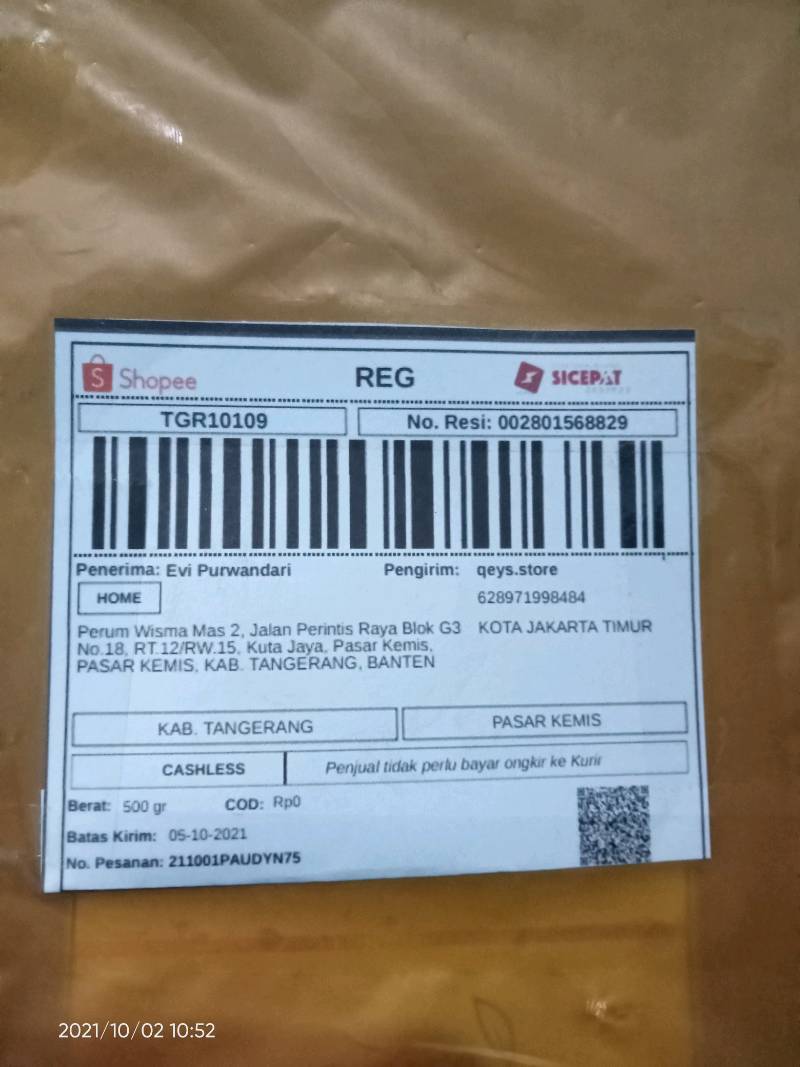 Shopee REG SICEPAT
TGR10109 No. Resi: 002801568829
Penerima: Evi Purwandari Pengirim: qeys.store
HOME 628971998484
Perum Wisma Mas 2, Jalan Perintis Raya Blok G3 KOTA JAKARTA TIMUR
No.18, RT.12/RW.15, Kuta Jaya, Pasar Kemis,
PASAR KEMIS, KAB. TANGERANG, BANTEN
KAB. TANGERANG PASAR KEMIS
CASHLESS Penjual tidak perlu bayar ongkir ke Kurir
Berat: 500 gr COD: Rp0
Batas Kirim: 05-10-2021
No. Pesanan: 211001PAUDYN75
2021/10/02 10:52